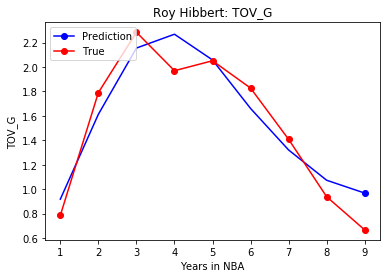 Roy Hibbert: TOV_G
Prediction
True
TOV_G
2.2
2.0
1.8
1.6
1.4
1.2
1.0
0.8
0.6
1 2 3 4 5 6 7 8 9
Years in NBA